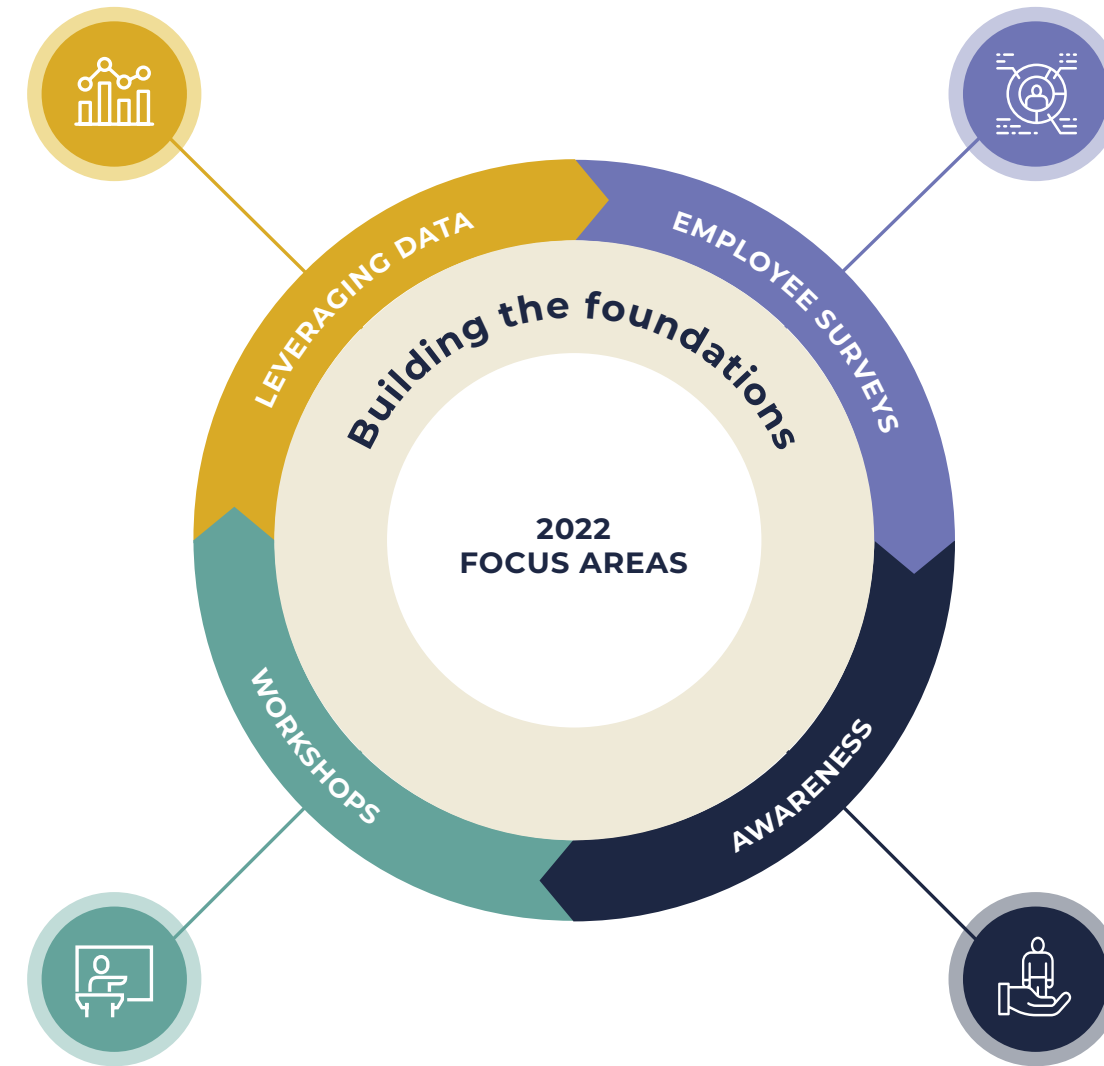 LEVERAGING DATA
EMPLOYEE SURVEYS
Building the foundations
2022
FOCUS AREAS
WORKSHOPS
AWARENESS